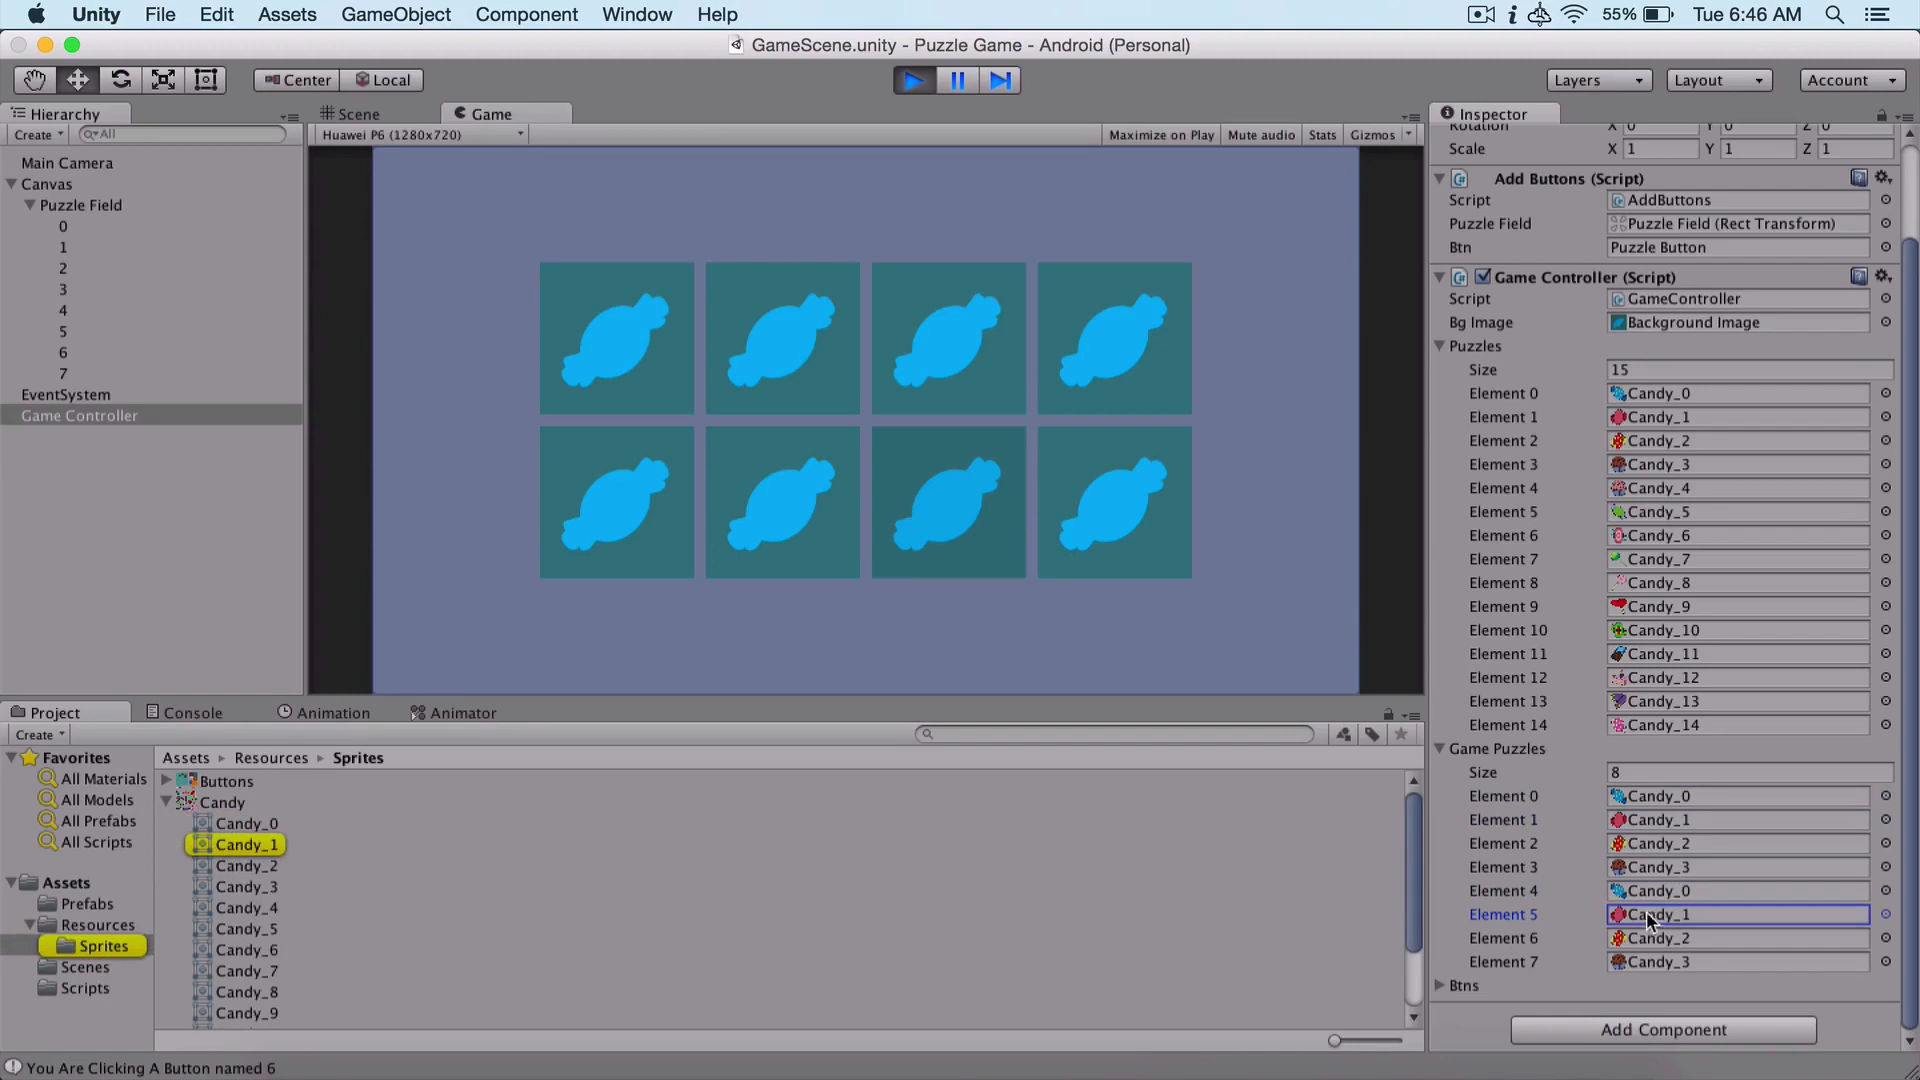 Unity File Edit Assets GameObject Component Window Help 55% Tue 6:46 AM
GameScene.unity - Puzzle Game - Android (Personal)
Center Local Layers Layout Account
Hierarchy
Create All
Main Camera
Canvas
Puzzle Field
0
1
2
3
4
5
6
7
EventSystem
Game Controller
Scene Game
Huawei P6 (1280x720) Maximize on Play Mute audio Stats Gizmos
Inspector
Rotation X 0 Y 0 Z 0
Scale X 1 Y 1 Z 1
Add Buttons (Script)
Script AddButtons
Puzzle Field Puzzle Field (Rect Transform)
Btn Puzzle Button
Game Controller (Script)
Script GameController
Bg Image Background Image
Puzzles
Size 15
Element 0 Candy_0
Element 1 Candy_1
Element 2 Candy_2
Element 3 Candy_3
Element 4 Candy_4
Element 5 Candy_5
Element 6 Candy_6
Element 7 Candy_7
Element 8 Candy_8
Element 9 Candy_9
Element 10 Candy_10
Element 11 Candy_11
Element 12 Candy_12
Element 13 Candy_13
Element 14 Candy_14
Game Puzzles
Size 8
Element 0 Candy_0
Element 1 Candy_1
Element 2 Candy_2
Element 3 Candy_3
Element 4 Candy_0
Element 5 Candy_1
Element 6 Candy_2
Element 7 Candy_3
Btns
Add Component
Project Console Animation Animator
Create
Favorites
All Materials
All Models
All Prefabs
All Scripts
Assets
Prefabs
Resources
Sprites
Scenes
Scripts
Assets Resources Sprites
Buttons
Candy
Candy_0
Candy_1
Candy_2
Candy_3
Candy_4
Candy_5
Candy_6
Candy_7
Candy_8
Candy_9
You Are Clicking A Button named 6